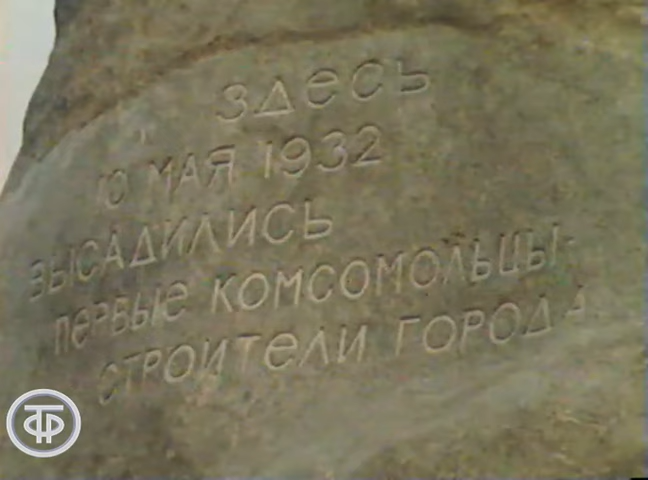 здесь
10 мая 1932
высадились
первые комсомольцы-
строители города